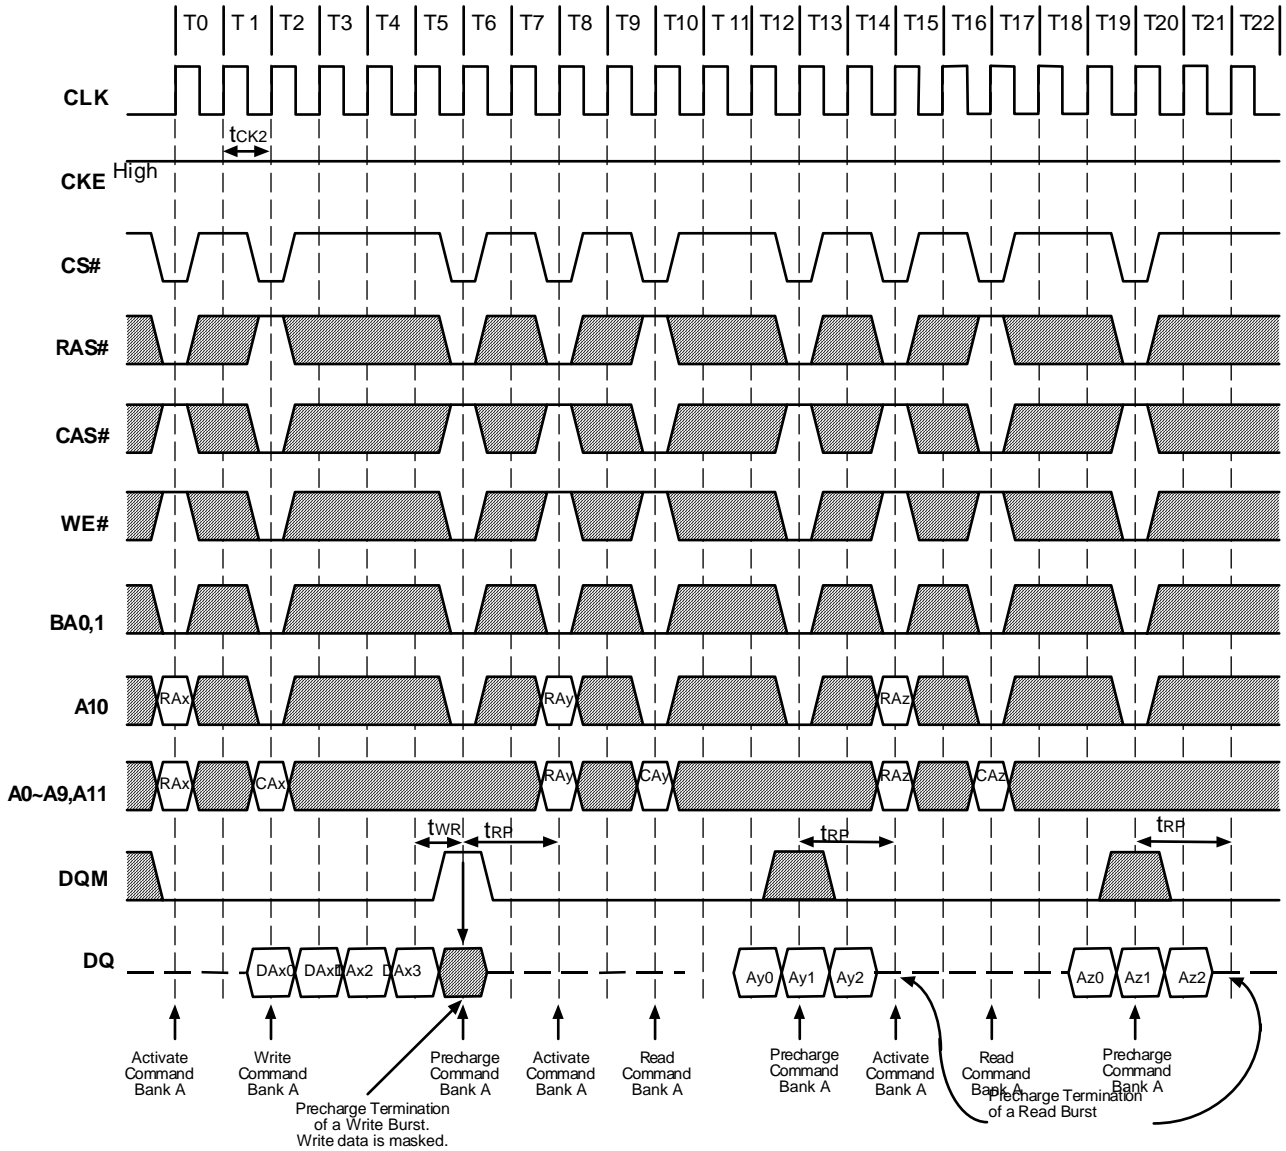 T0 T 1 T2 T3 T4 T5 T6 T7 T8 T9 T10 T 11 T12 T13 T14 T15 T16 T17 T18 T19 T20 T21 T22
CLK
tCK2
High
CKE
CS#
RAS#
CAS#
WE#
BA0,1
A10
RAx RAy RAz
A0~A9,A11
RAx CAx RAy CAy RAz CAz
tWR tRP tRP tRP
DQM
DQ
DAx0 DAx1 DAx2 DAx3 Ay0 Ay1 Ay2 Az0 Az1 Az2
Activate
Command
Bank A
Write
Command
Bank A
Precharge
Command
Bank A
Activate
Command
Bank A
Read
Command
Bank A
Precharge
Command
Bank A
Activate
Command
Bank A
Read
Command
Bank A
Precharge
Command
Bank A
Precharge Termination
of a Write Burst.
Write data is masked.
Precharge Termination
of a Read Burst